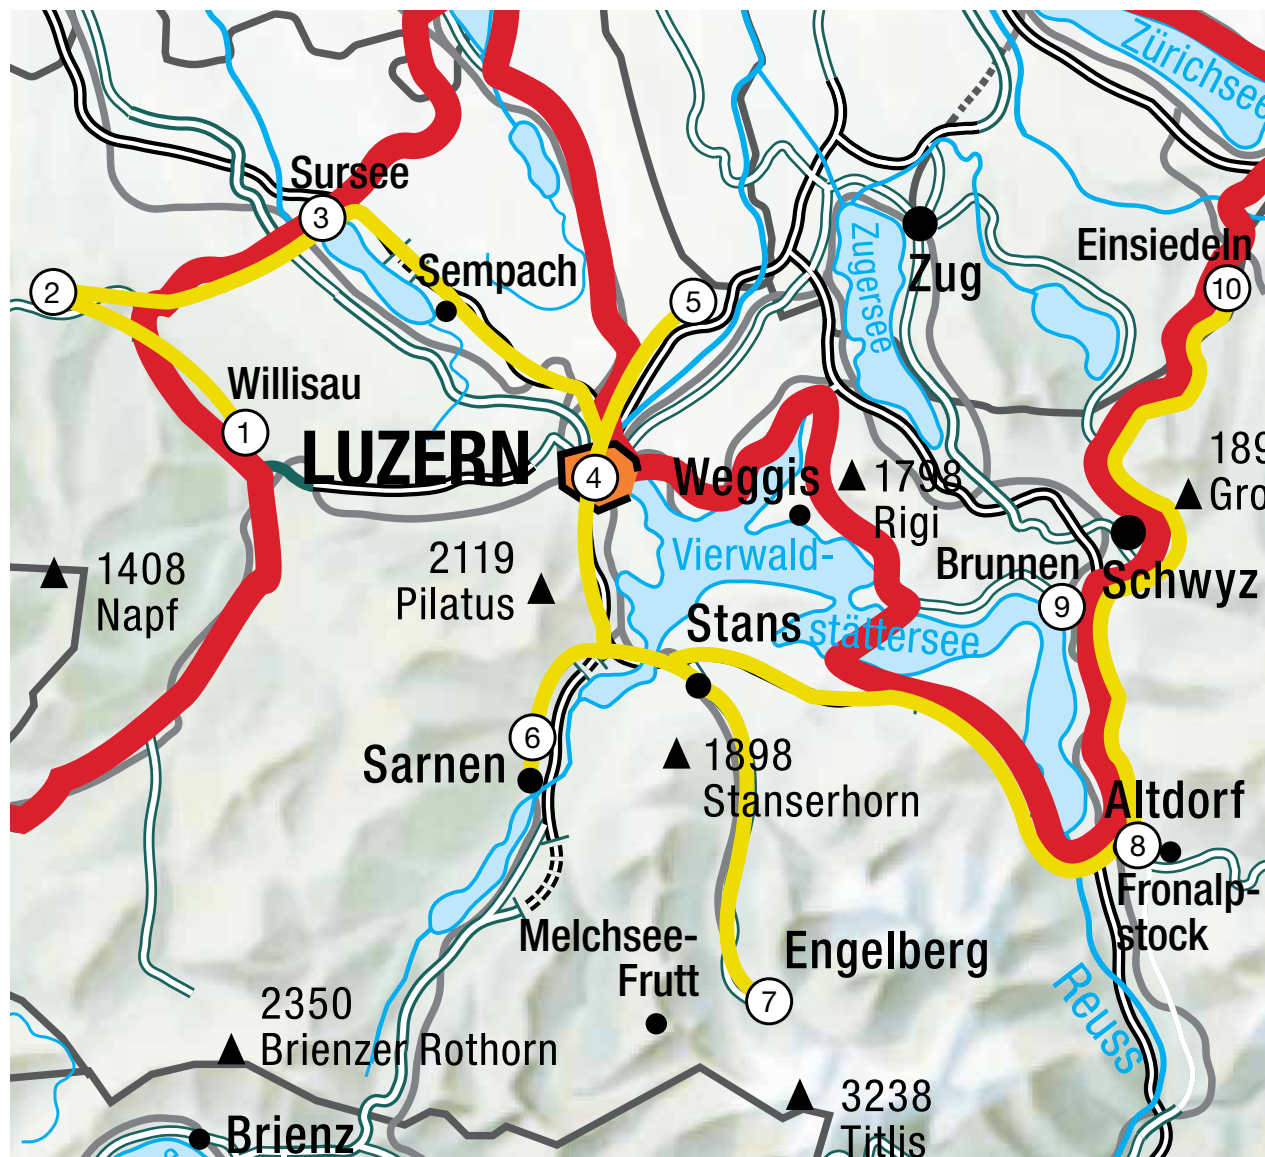 Zürichsee
Sursee
3
Sempach
2
5
Zugersee
Zug
Einsiedeln
10
Willisau
1
LUZERN
4
Weggis
1798
Rigi
189
Gro
2119
Pilatus
Vierwald-
stättersee
Brunnen
Schwyz
9
1408
Napf
Stans
6
Sarnen
1898
Stanserhorn
Altdorf
8
Fronalp-
stock
Melchsee-
Frutt
Engelberg
7
Reuss
2350
Brienzer Rothorn
3238
Titlis
Brienz